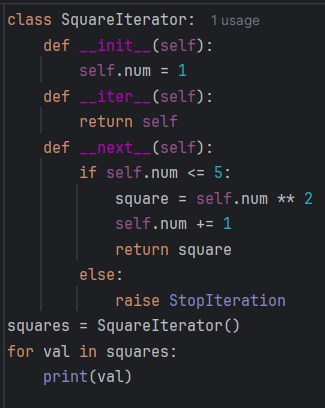 class SquareIterator: 1 usage
    def __init__(self):
        self.num = 1
    def __iter__(self):
        return self
    def __next__(self):
        if self.num <= 5:
            square = self.num ** 2
            self.num += 1
            return square
        else:
            raise StopIteration
squares = SquareIterator()
for val in squares:
    print(val)